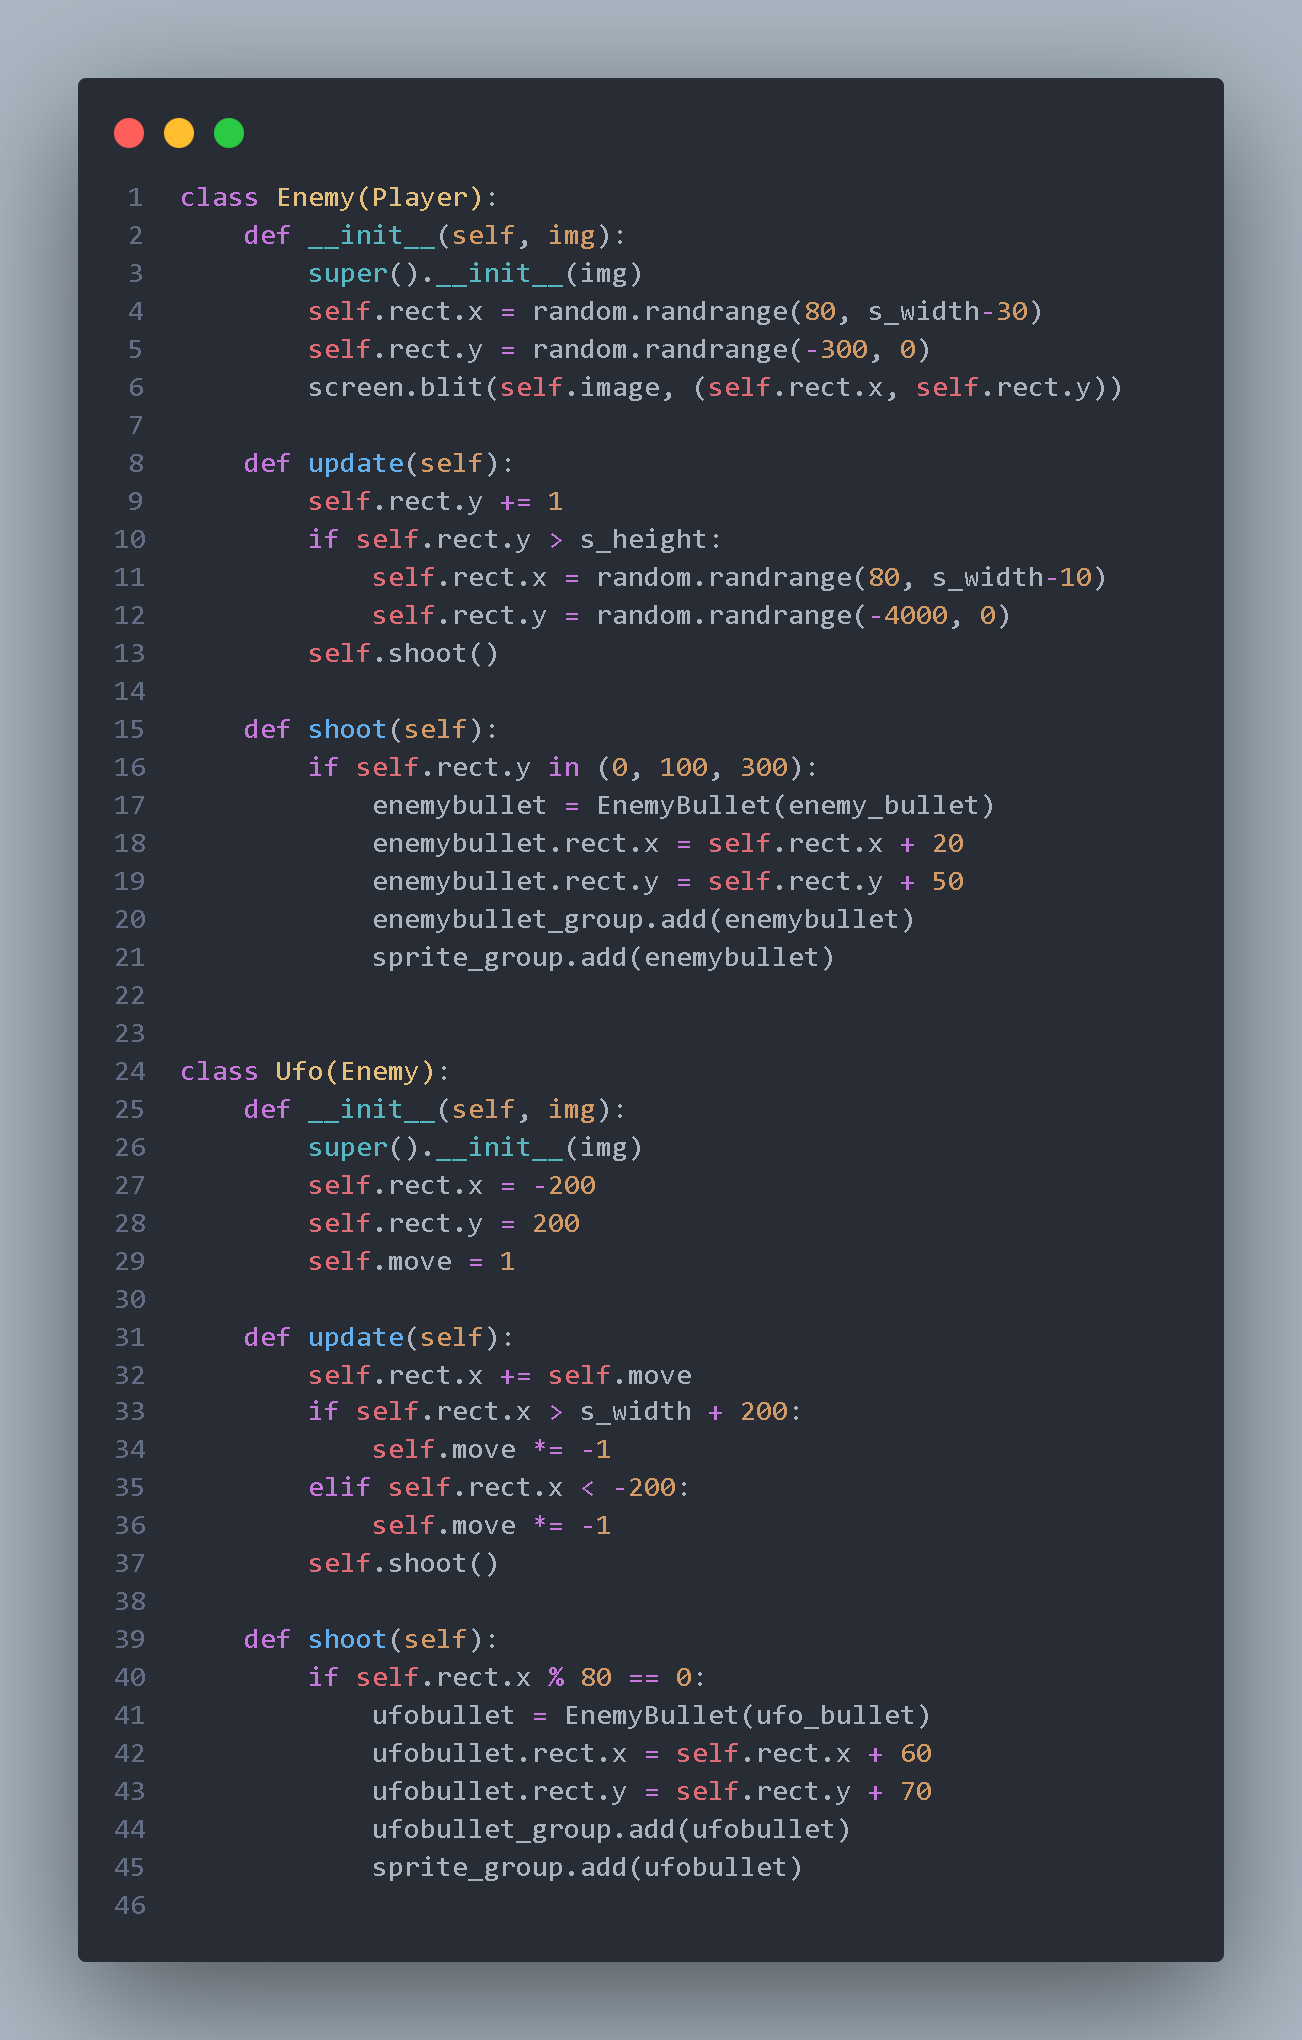 1 class Enemy(Player):
2     def __init__(self, img):
3         super().__init__(img)
4         self.rect.x = random.randrange(80, s_width-30)
5         self.rect.y = random.randrange(-300, 0)
6         screen.blit(self.image, (self.rect.x, self.rect.y))
7
8     def update(self):
9         self.rect.y += 1
10         if self.rect.y > s_height:
11             self.rect.x = random.randrange(80, s_width-10)
12             self.rect.y = random.randrange(-4000, 0)
13         self.shoot()
14
15     def shoot(self):
16         if self.rect.y in (0, 100, 300):
17             enemybullet = EnemyBullet(enemy_bullet)
18             enemybullet.rect.x = self.rect.x + 20
19             enemybullet.rect.y = self.rect.y + 50
20             enemybullet_group.add(enemybullet)
21             sprite_group.add(enemybullet)
22
23
24 class Ufo(Enemy):
25     def __init__(self, img):
26         super().__init__(img)
27         self.rect.x = -200
28         self.rect.y = 200
29         self.move = 1
30
31     def update(self):
32         self.rect.x += self.move
33         if self.rect.x > s_width + 200:
34             self.move *= -1
35         elif self.rect.x < -200:
36             self.move *= -1
37         self.shoot()
38
39     def shoot(self):
40         if self.rect.x % 80 == 0:
41             ufobullet = EnemyBullet(ufo_bullet)
42             ufobullet.rect.x = self.rect.x + 60
43             ufobullet.rect.y = self.rect.y + 70
44             ufobullet_group.add(ufobullet)
45             sprite_group.add(ufobullet)
46